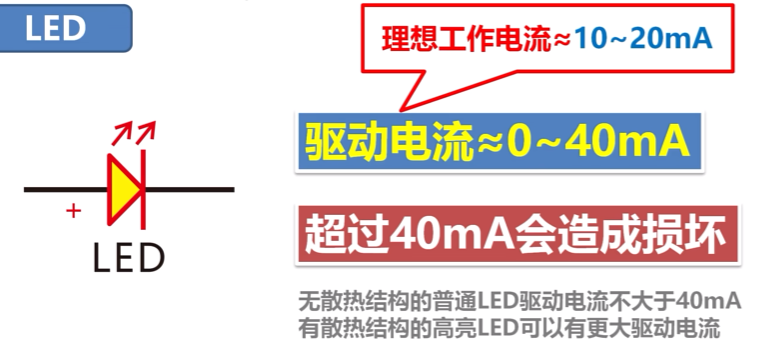 LED
理想工作电流≈10~20mA
驱动电流≈0~40mA
+
LED
超过40mA会造成损坏
无散热结构的普通LED驱动电流不大于40mA
有散热结构的高亮LED可以有更大驱动电流